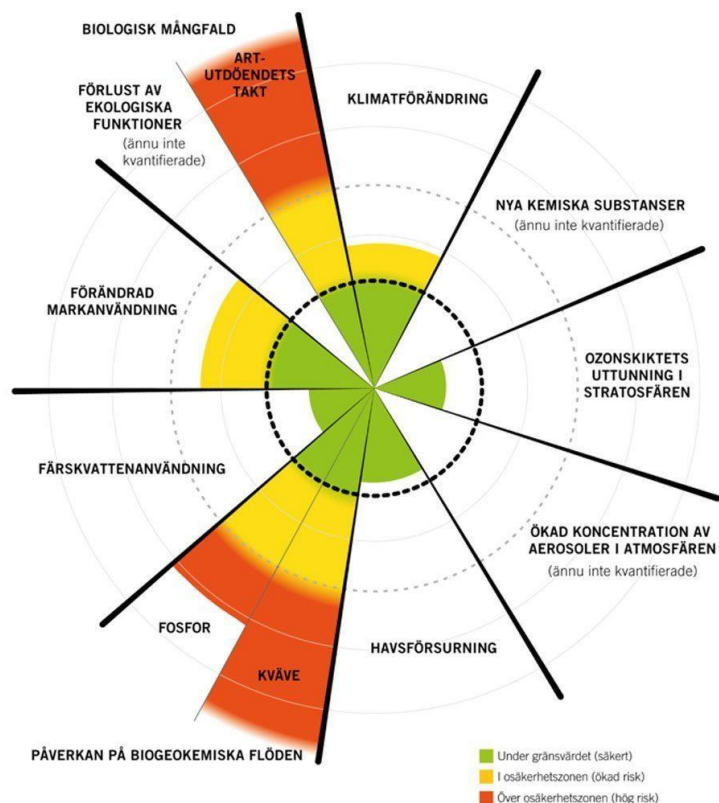 BIOLOGISK MÅNGFALD
ART-
UTDÖENDETS
TAKT
FÖRLUST AV
EKOLOGISKA
FUNKTIONER
(ännu inte
kvantifierade)
KLIMATFÖRÄNDRING
NYA KEMISKA SUBSTANSER
(ännu inte kvantifierade)
FÖRÄNDRAD
MARKANVÄNDNING
OZONSKIKTETS
UTTUNNING I
STRATOSFÄREN
FÄRSKVATTENANVÄNDNING
ÖKAD KONCENTRATION AV
AEROSOLER I ATMOSFÄREN
(ännu inte kvantifierade)
FOSFOR
HAVSFÖRSURNING
KVÄVE
PÅVERKAN PÅ BIOGEOKEMISKA FLÖDEN
Under gränsvärdet (säkert)
I osäkerhetszonen (ökad risk)
Över osäkerhetszonen (hög risk)